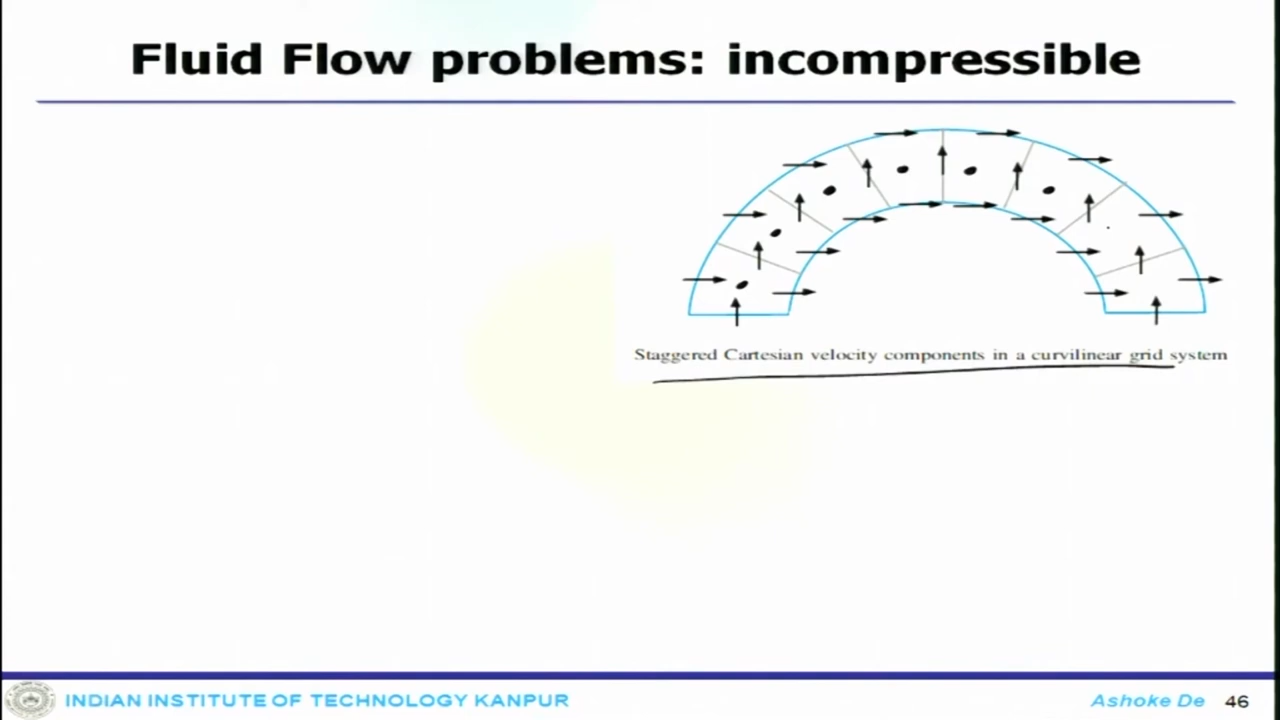 Fluid Flow problems: incompressible
Staggered Cartesian velocity components in a curvilinear grid system
INDIAN INSTITUTE OF TECHNOLOGY KANPUR
Ashoke De 46